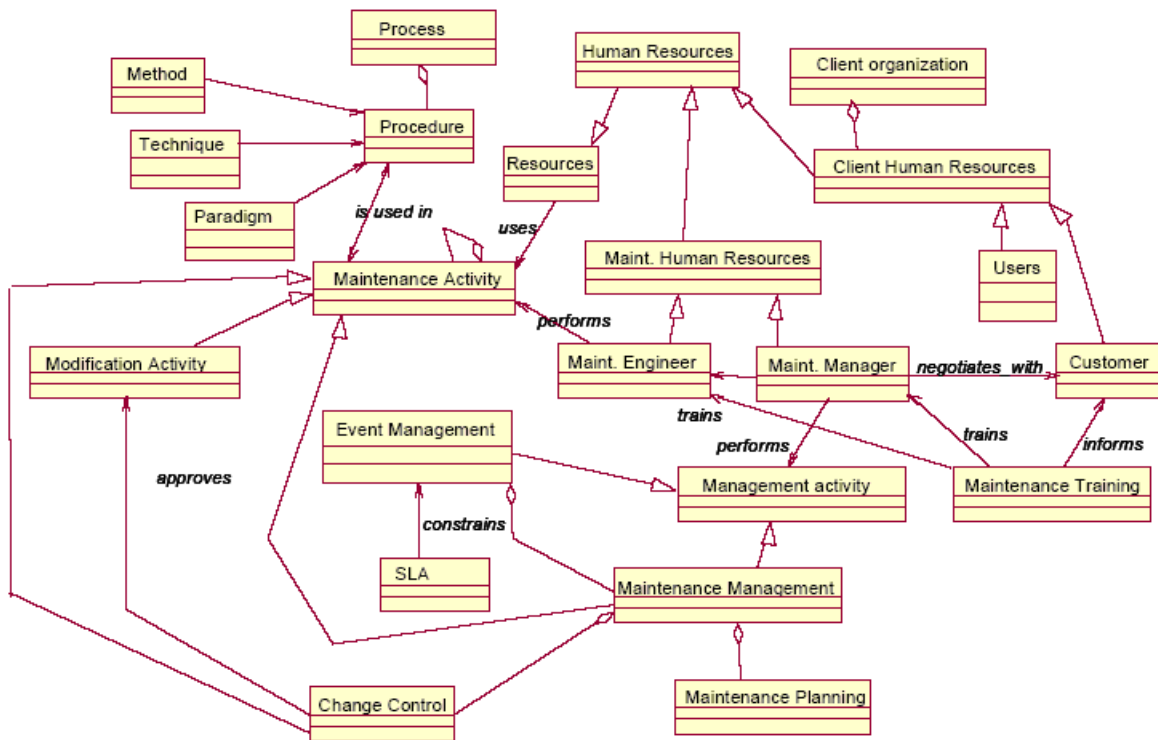 Process
Human Resources
Client organization
Method
Procedure
Technique
Resources
Client Human Resources
Paradigm
is used in
uses
Maint. Human Resources
Users
Maintenance Activity
performs
Modification Activity
Maint. Engineer
Maint. Manager
negotiates_with
Customer
trains
Event Management
trains
informs
performs
approves
Management activity
Maintenance Training
constrains
SLA
Maintenance Management
Change Control
Maintenance Planning